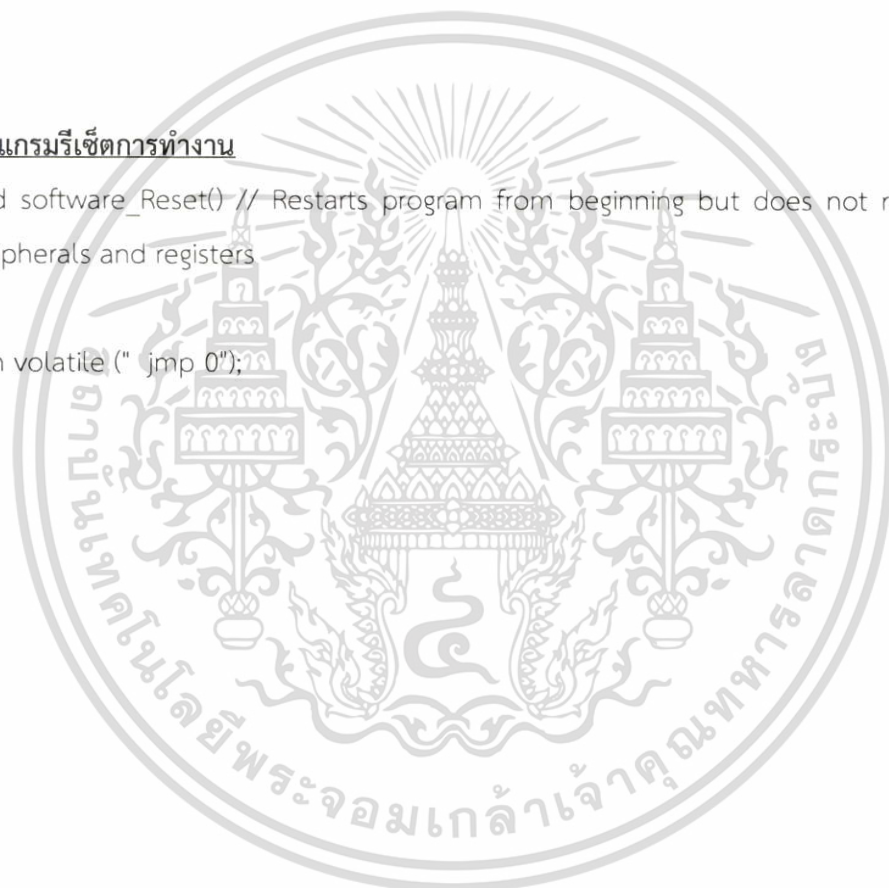 แกรมรีเซ็ตการทำงาน
d software_Reset() // Restarts program from beginning but does not r
pherals and registers
n volatile (" jmp 0");
สถาบันเทคโนโลยีพระจอมเกล้าเจ้าคุณทหารลาดกระบัง
๔